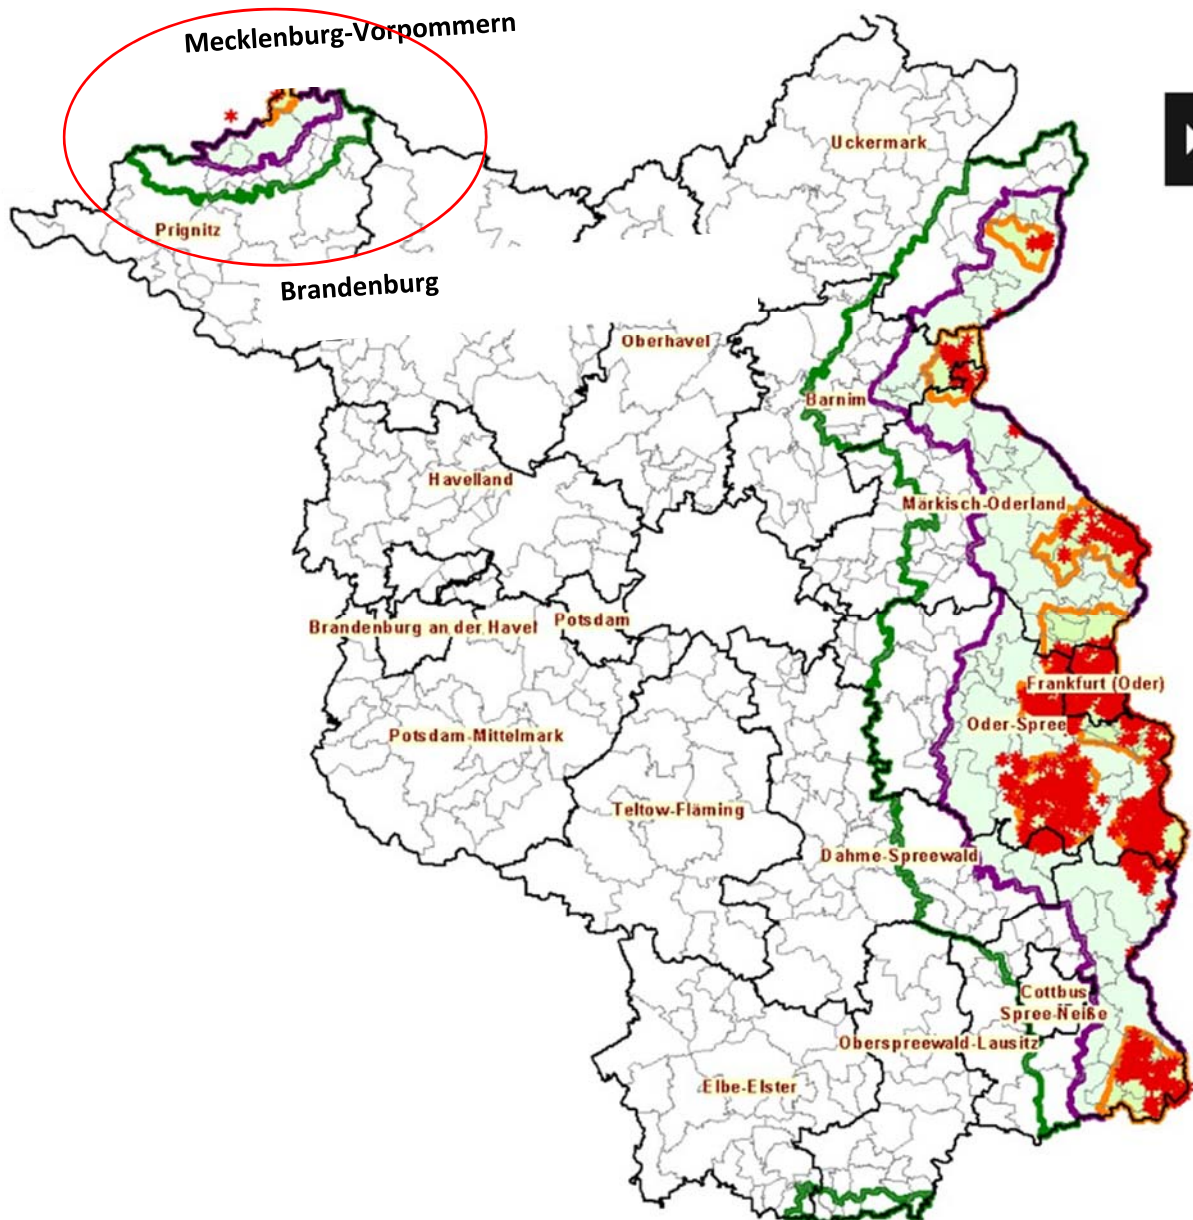 Mecklenburg-Vorpommern
Uckermark
Prignitz
Brandenburg
Oberhavel
Barnim
Havelland
Märkisch-Oderland
Brandenburg an der Havel
Potsdam
Frankfurt (Oder)
Oder-Spree
Potsdam-Mittelmark
Teltow-Fläming
Dahme-Spreewald
Cottbus
Spree-Neiße
Oberspreewald-Lausitz
Elbe-Elster